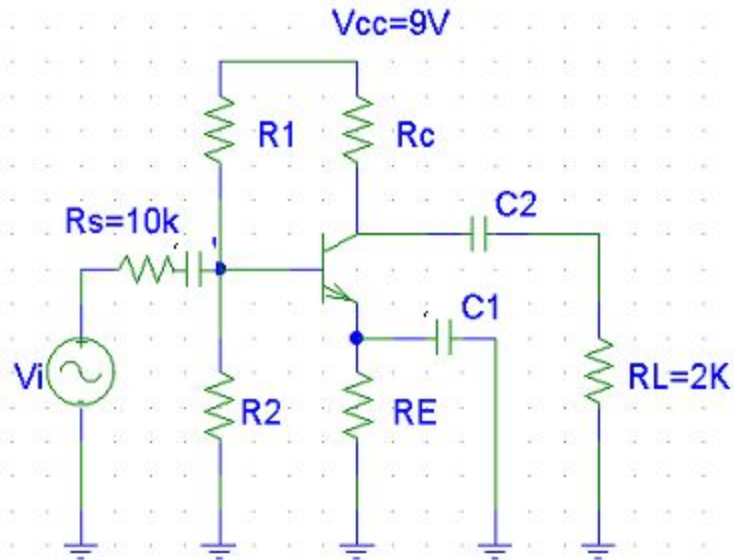 Vcc=9V
R1
Rc
Rs=10k
C2
C1
Vi
R2
RE
RL=2K